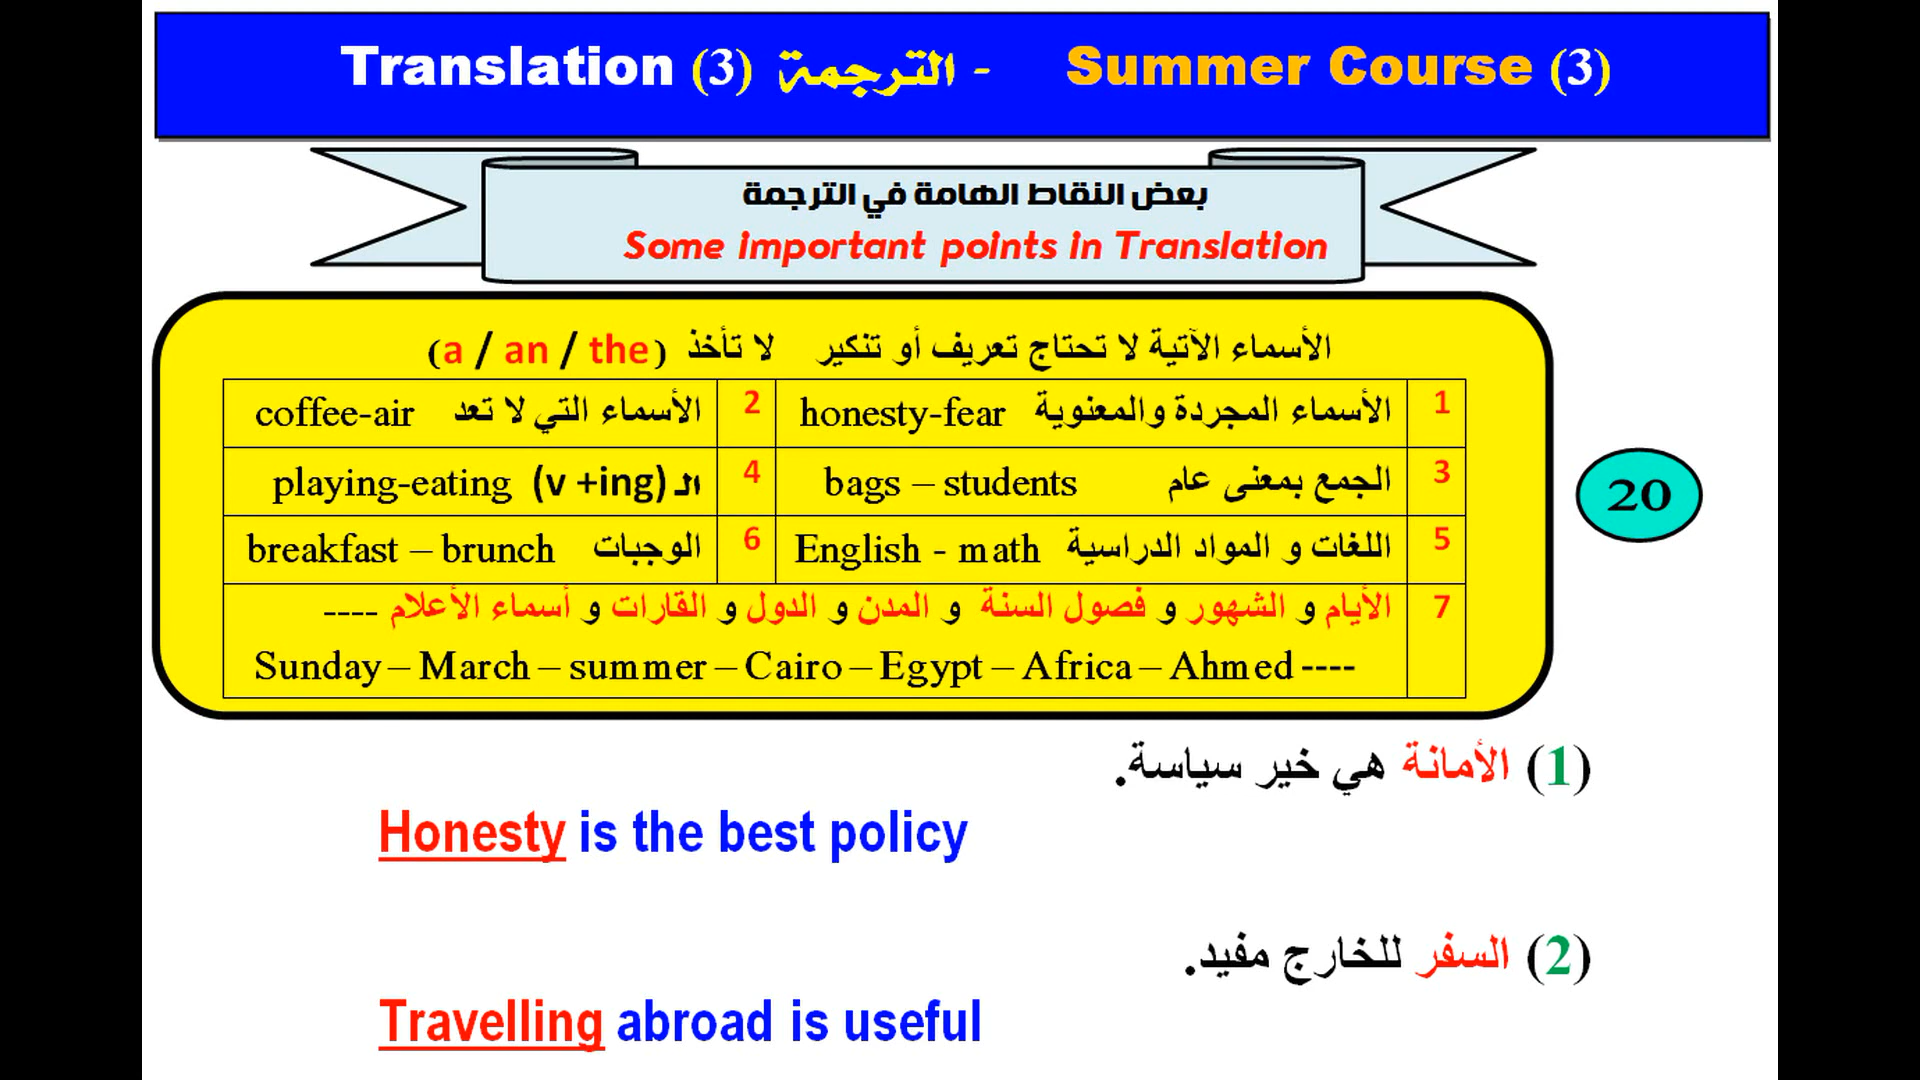 Translation (3) الترجمة - Summer Course (3)
بعض النقاط الهامة في الترجمة
Some important points in Translation
الأسماء الآتية لا تحتاج تعريف أو تنكير لا تأخذ (a / an / the)
1 الأسماء المجردة والمعنوية honesty-fear 2 الأسماء التي لا تعد coffee-air
3 الجمع بمعنى عام bags – students 4 الـ (v +ing) playing-eating
5 اللغات و المواد الدراسية English - math 6 الوجبات breakfast – brunch
7 الأيام و الشهور و فصول السنة و المدن و الدول و القارات و أسماء الأعلام ----
Sunday – March – summer – Cairo – Egypt – Africa – Ahmed ----
20
(1) الأمانة هي خير سياسة.
Honesty is the best policy
(2) السفر للخارج مفيد.
Travelling abroad is useful